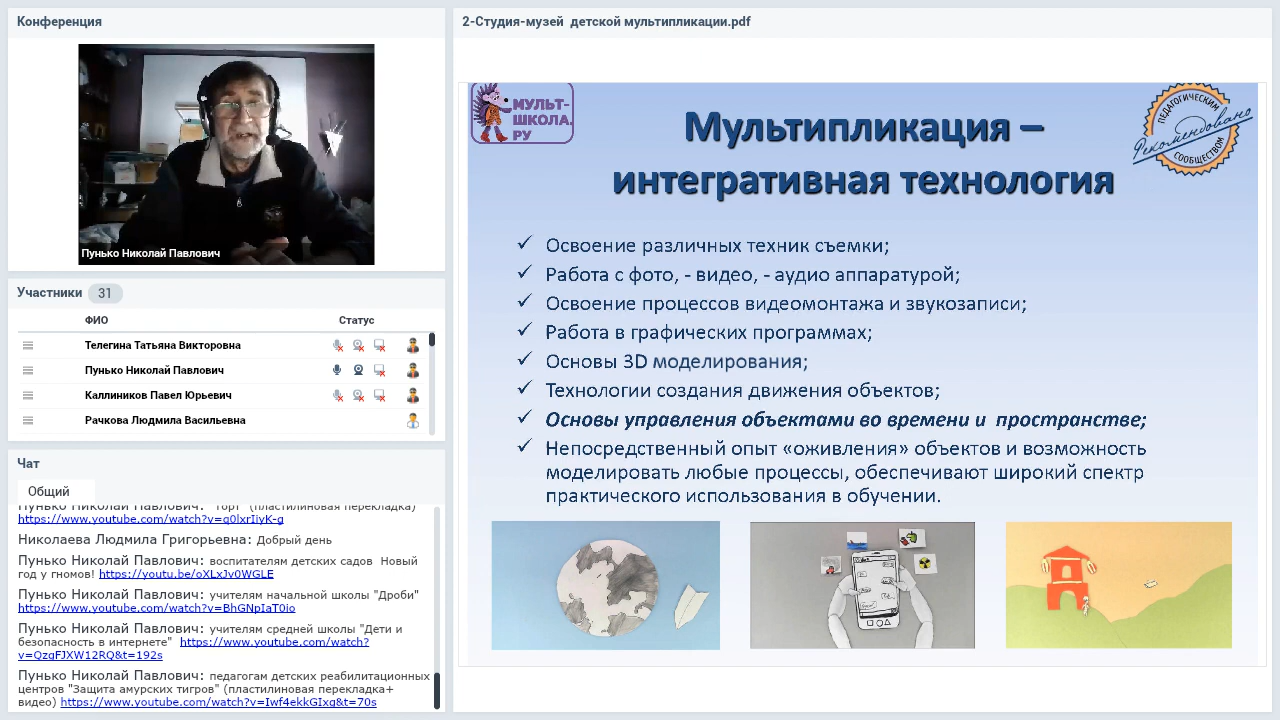 Конференция
Пунько Николай Павлович
Участники 31
ФИО Статус
Телегина Татьяна Викторовна
Пунько Николай Павлович
Каллиников Павел Юрьевич
Рачкова Людмила Васильевна
Чат
Общий
Пунько Николай Павлович: "Торт" (пластилиновая перекладка)
https://www.youtube.com/watch?v=q0lxrIiyK-g
Николаева Людмила Григорьевна: Добрый день
Пунько Николай Павлович: воспитателям детских садов Новый
год у гномов! https://youtu.be/oXLxJv0WGLE
Пунько Николай Павлович: учителям начальной школы "Дроби"
https://www.youtube.com/watch?v=BhGNpIaT0io
Пунько Николай Павлович: учителям средней школы "Дети и
безопасность в интернете" https://www.youtube.com/watch?
v=QzgFJXW12RQ&t=192s
Пунько Николай Павлович: педагогам детских реабилитационных
центров "Защита амурских тигров" (пластилиновая перекладка+
видео) https://www.youtube.com/watch?v=Iwf4ekkGIxg&t=70s
2-Студия-музей детской мультипликации.pdf
МУЛЬТ-
ШКОЛА.
РУ
ПЕДАГОГИЧЕСКИМ
Рекомендовано
СООБЩЕСТВОМ
Мультипликация –
интегративная технология
✓ Освоение различных техник съемки;
✓ Работа с фото, - видео, - аудио аппаратурой;
✓ Освоение процессов видеомонтажа и звукозаписи;
✓ Работа в графических программах;
✓ Основы 3D моделирования;
✓ Технологии создания движения объектов;
✓ Основы управления объектами во времени и пространстве;
✓ Непосредственный опыт «оживления» объектов и возможность
моделировать любые процессы, обеспечивают широкий спектр
практического использования в обучении.